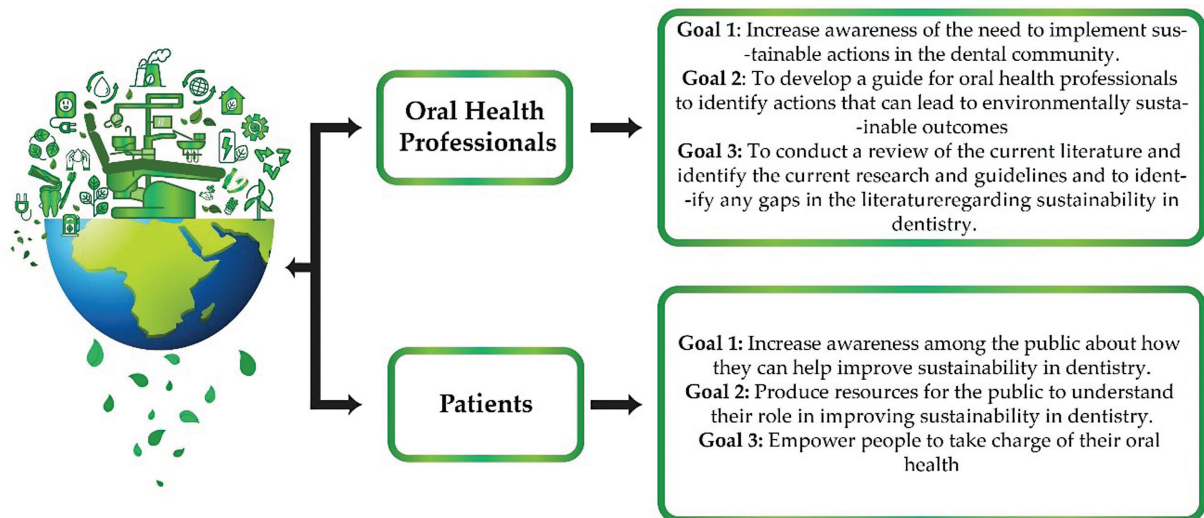 Oral Health
Professionals
Goal 1: Increase awareness of the need to implement sus-
-tainable actions in the dental community.
Goal 2: To develop a guide for oral health professionals
to identify actions that can lead to environmentally susta-
-inable outcomes
Goal 3: To conduct a review of the current literature and
identify the current research and guidelines and to ident-
-ify any gaps in the literatureregarding sustainability in
dentistry.
Patients
Goal 1: Increase awareness among the public about how
they can help improve sustainability in dentistry.
Goal 2: Produce resources for the public to understand
their role in improving sustainability in dentistry.
Goal 3: Empower people to take charge of their oral
health